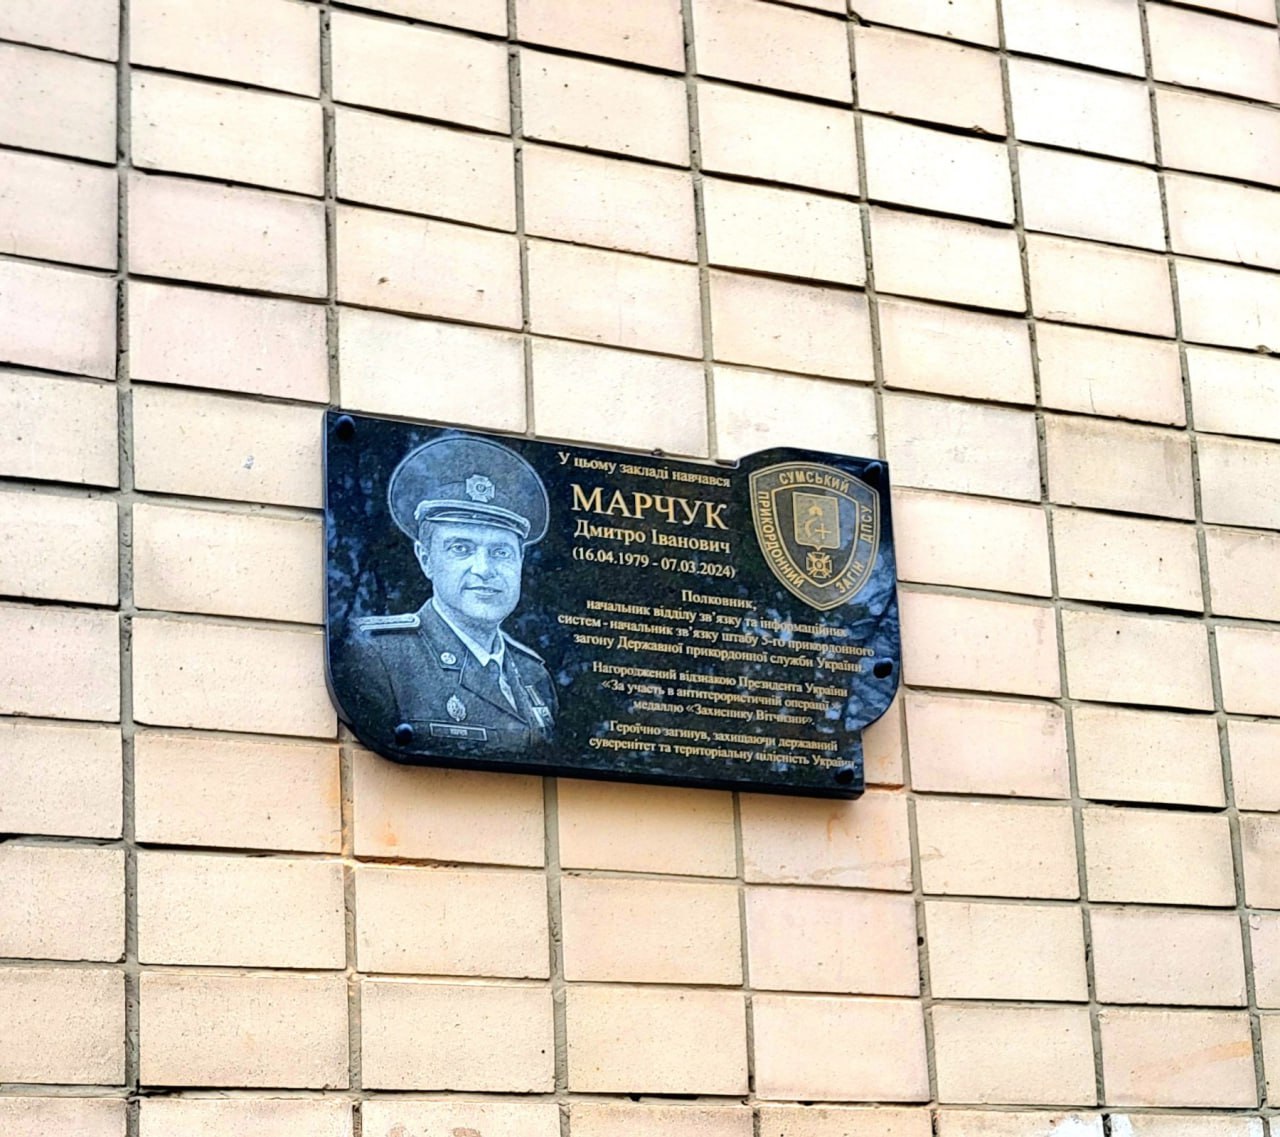 У цьому закладі навчався
МАРЧУК
Дмитро Іванович
(16.04.1979 - 07.03.2024)
Полковник,
начальник відділу зв'язку та інформаційних
систем - начальник зв'язку штабу 5-го прикордонного
загону Державної прикордонної служби України.
Нагороджений відзнакою Президента України
«За участь в антитерористичній операції»
медаллю «Захиснику Вітчизни».
Героїчно загинув, захищаючи державний
суверенітет та територіальну цілісність України.
СУМСЬКИЙ
ПРИКОРДОННИЙ
ЗАГІН
ДПСУ